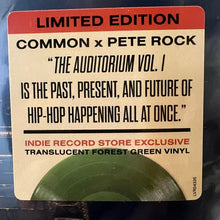 LIMITED EDITION
COMMON x PETE ROCK
"THE AUDITORIUM VOL. I
IS THE PAST, PRESENT, AND FUTURE OF
HIP-HOP HAPPENING ALL AT ONCE."
INDIE RECORD STORE EXCLUSIVE
TRANSLUCENT FOREST GREEN VINYL